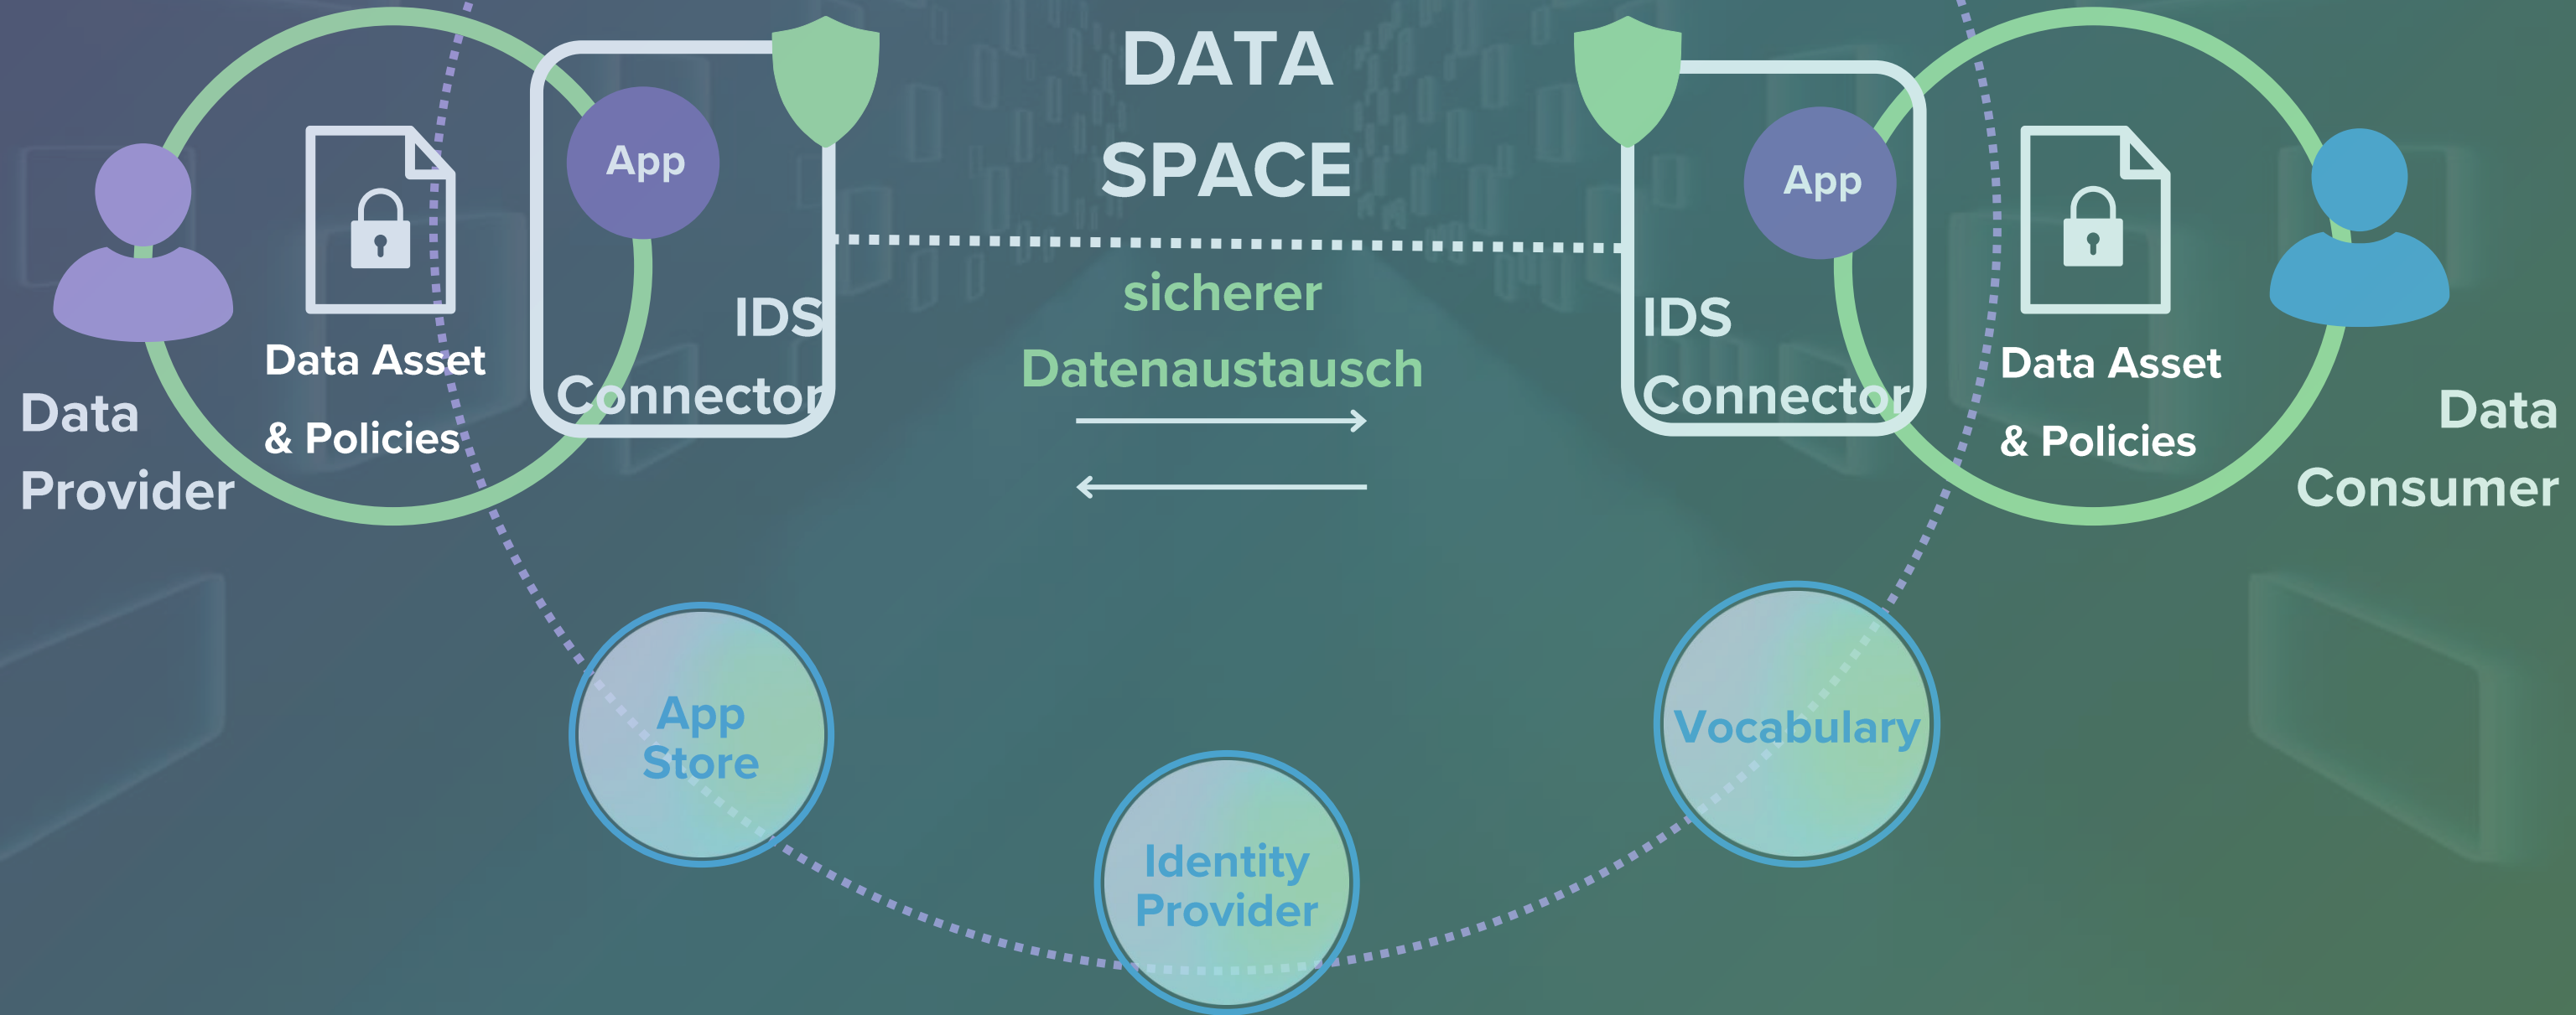 DATA
SPACE
App
App
sicherer
Datenaustausch
IDS
Connector
IDS
Connector
Data Asset
& Policies
Data Asset
& Policies
Data
Provider
Data
Consumer
App
Store
Vocabulary
Identity
Provider